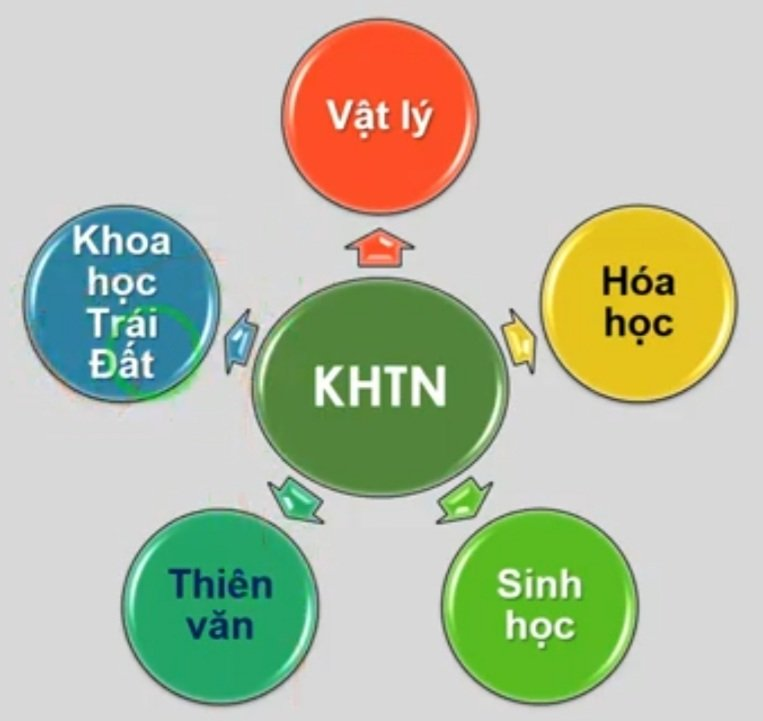 Vật lý
Khoa
học
Trái
Đất
Hóa
học
KHTN
Thiên
văn
Sinh
học